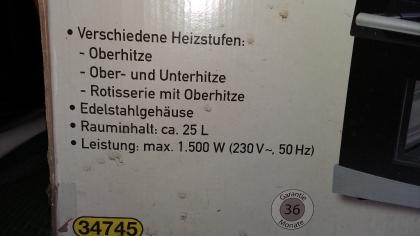 • Verschiedene Heizstufen:
- Oberhitze
- Ober- und Unterhitze
- Rotisserie mit Oberhitze
• Edelstahlgehäuse
• Rauminhalt: ca. 25 L
• Leistung: max. 1.500 W (230 V~, 50 Hz)
Garantie
36
Monate
34745